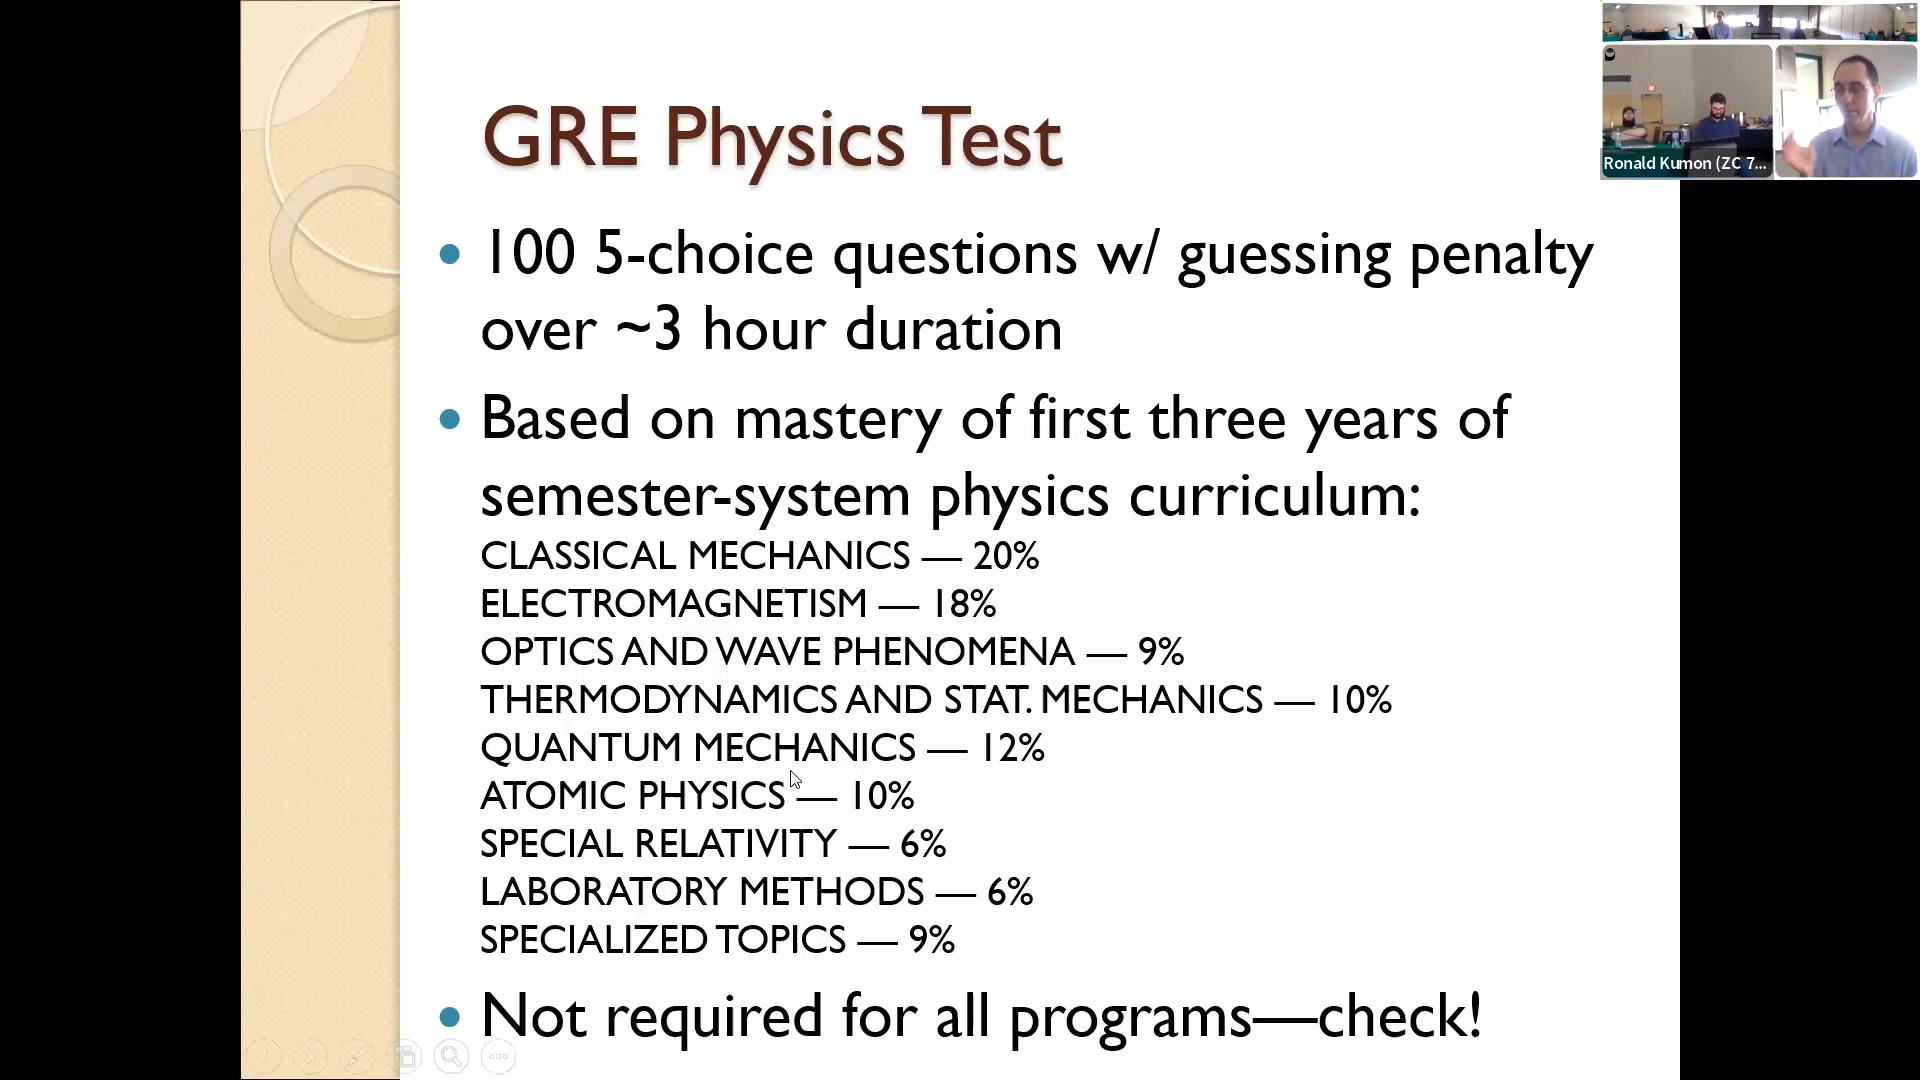 GRE Physics Test
• 100 5-choice questions w/ guessing penalty
over ~3 hour duration
• Based on mastery of first three years of
semester-system physics curriculum:
CLASSICAL MECHANICS — 20%
ELECTROMAGNETISM — 18%
OPTICS AND WAVE PHENOMENA — 9%
THERMODYNAMICS AND STAT. MECHANICS — 10%
QUANTUM MECHANICS — 12%
ATOMIC PHYSICS — 10%
SPECIAL RELATIVITY — 6%
LABORATORY METHODS — 6%
SPECIALIZED TOPICS — 9%
• Not required for all programs—check!
Ronald Kumon (ZC 7...